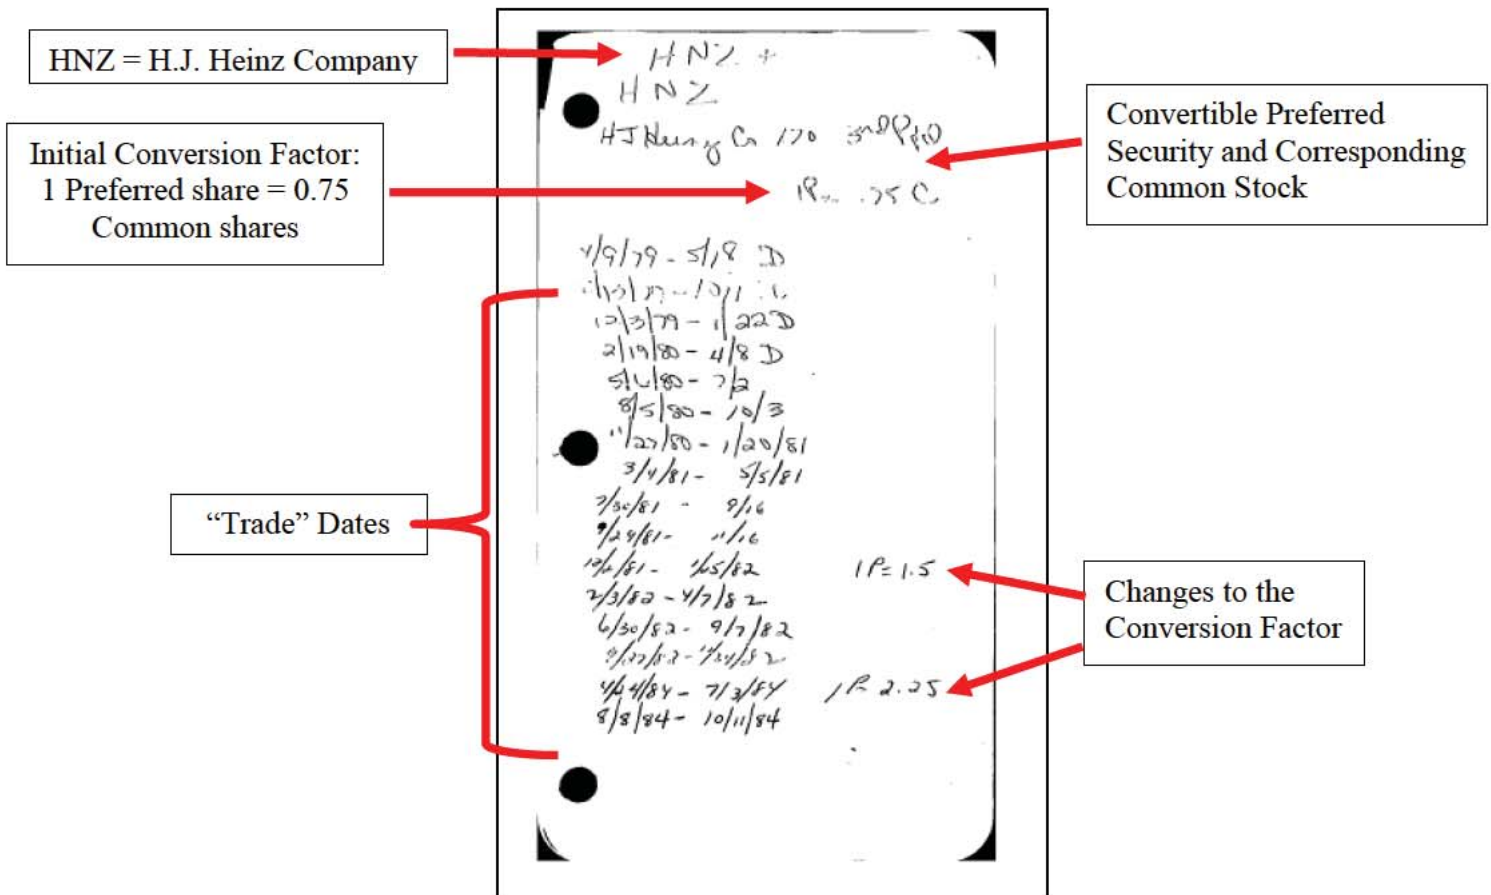 HNZ = H.J. Heinz Company
Initial Conversion Factor:
1 Preferred share = 0.75
Common shares
"Trade" Dates
HNZ +
HNZ
HJ Co 170 3rd Pfd
.75 C
4/9/79 - 5/18 D
12/3/79 - 1/22 D
2/19/80 - 4/8 D
5/6/80 - 7/2
8/5/80 - 10/3
11/27/80 - 1/20/81
3/4/81 - 5/5/81
7/30/81 - 9/16
9/29/81 - 11/16
12/2/81 - 1/25/82 1P = 1.5
2/3/82 - 4/7/82
6/30/82 - 9/7/82
4/24/84 - 7/3/84 1P = 2.25
8/8/84 - 10/11/84
Convertible Preferred
Security and Corresponding
Common Stock
Changes to the
Conversion Factor